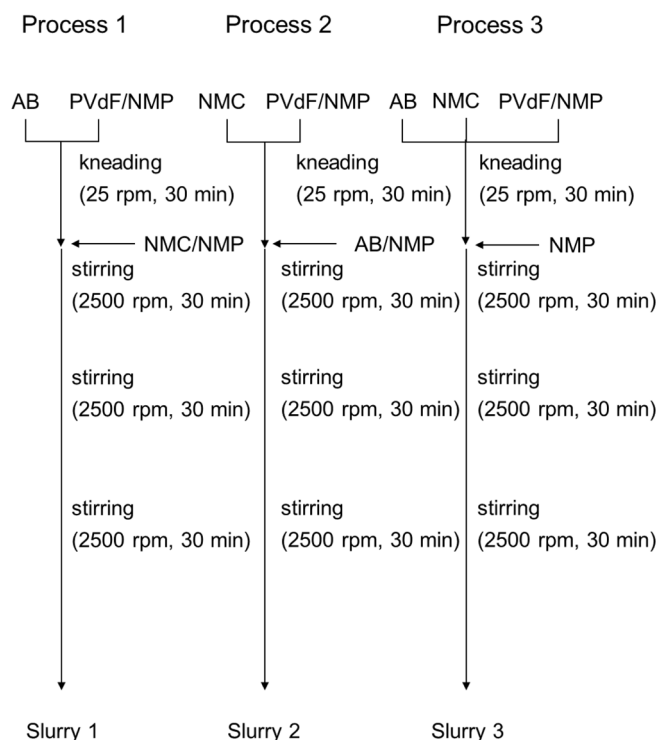 Process 1 Process 2 Process 3
AB PVdF/NMP NMC PVdF/NMP AB NMC PVdF/NMP
kneading kneading kneading
(25 rpm, 30 min) (25 rpm, 30 min) (25 rpm, 30 min)
NMC/NMP AB/NMP NMP
stirring stirring stirring
(2500 rpm, 30 min) (2500 rpm, 30 min) (2500 rpm, 30 min)
stirring stirring stirring
(2500 rpm, 30 min) (2500 rpm, 30 min) (2500 rpm, 30 min)
stirring stirring stirring
(2500 rpm, 30 min) (2500 rpm, 30 min) (2500 rpm, 30 min)
Slurry 1 Slurry 2 Slurry 3